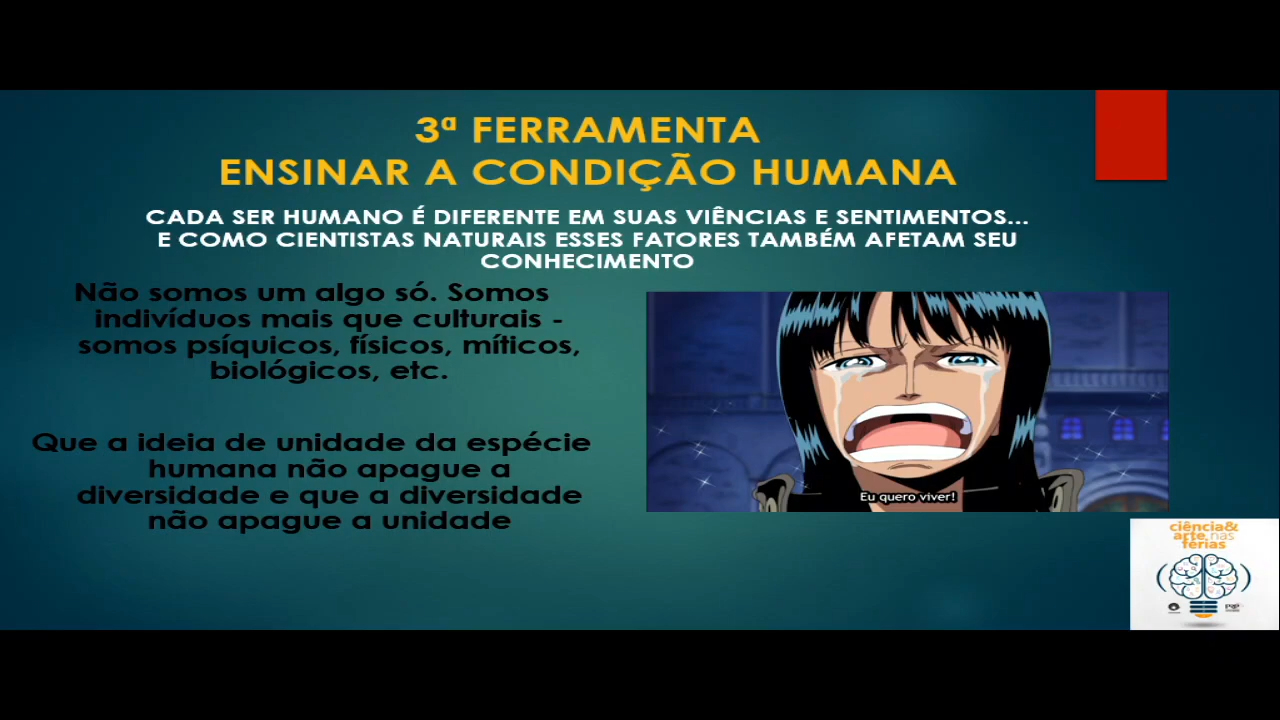 3ª FERRAMENTA
ENSINAR A CONDIÇÃO HUMANA
CADA SER HUMANO É DIFERENTE EM SUAS VIÊNCIAS E SENTIMENTOS...
E COMO CIENTISTAS NATURAIS ESSES FATORES TAMBÉM AFETAM SEU
CONHECIMENTO
Não somos um algo só. Somos
indivíduos mais que culturais -
somos psíquicos, físicos, míticos,
biológicos, etc.
Que a ideia de unidade da espécie
humana não apague a
diversidade e que a diversidade
não apague a unidade
Eu quero viver!
ciência&
arte nas
férias